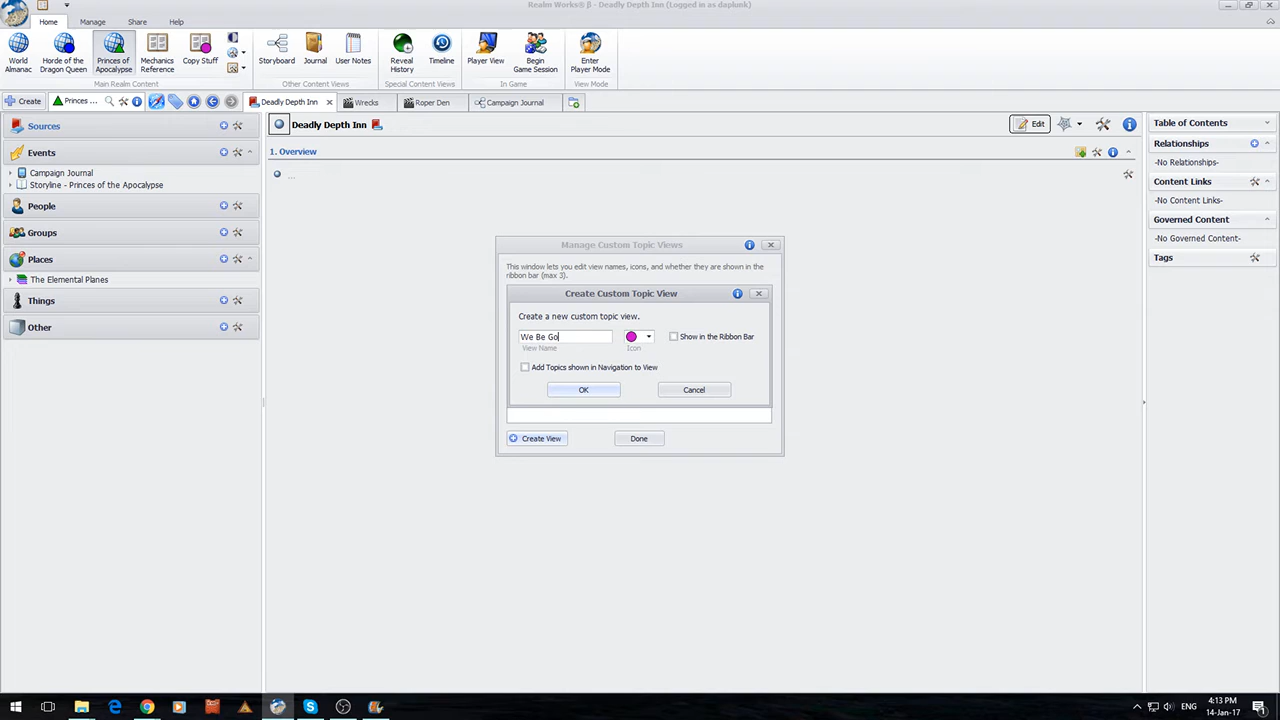 Realm Works® β - Deadly Depth Inn (Logged in as daplunk)
Home Manage Share Help
World Almanac
Horde of the Dragon Queen
Princes of Apocalypse
Mechanics Reference
Copy Stuff
Storyboard
Journal
User Notes
Reveal History
Timeline
Player View
Begin Game Session
Enter Player Mode
Main Realm Content
Other Content Views
Special Content Views
In Game
View Mode
Create
Princes ...
Deadly Depth Inn
Wrecks
Roper Den
Campaign Journal
Sources
Events
Campaign Journal
Storyline - Princes of the Apocalypse
People
Groups
Places
The Elemental Planes
Things
Other
Deadly Depth Inn
Edit
1. Overview
...
Manage Custom Topic Views
This window lets you edit view names, icons, and whether they are shown in the
ribbon bar (max 3).
Create Custom Topic View
Create a new custom topic view.
We Be Go
Show in the Ribbon Bar
View Name
Icon
Add Topics shown in Navigation to View
OK
Cancel
Create View
Done
Table of Contents
Relationships
-No Relationships-
Content Links
-No Content Links-
Governed Content
-No Governed Content-
Tags
ENG
4:13 PM
14-Jan-17